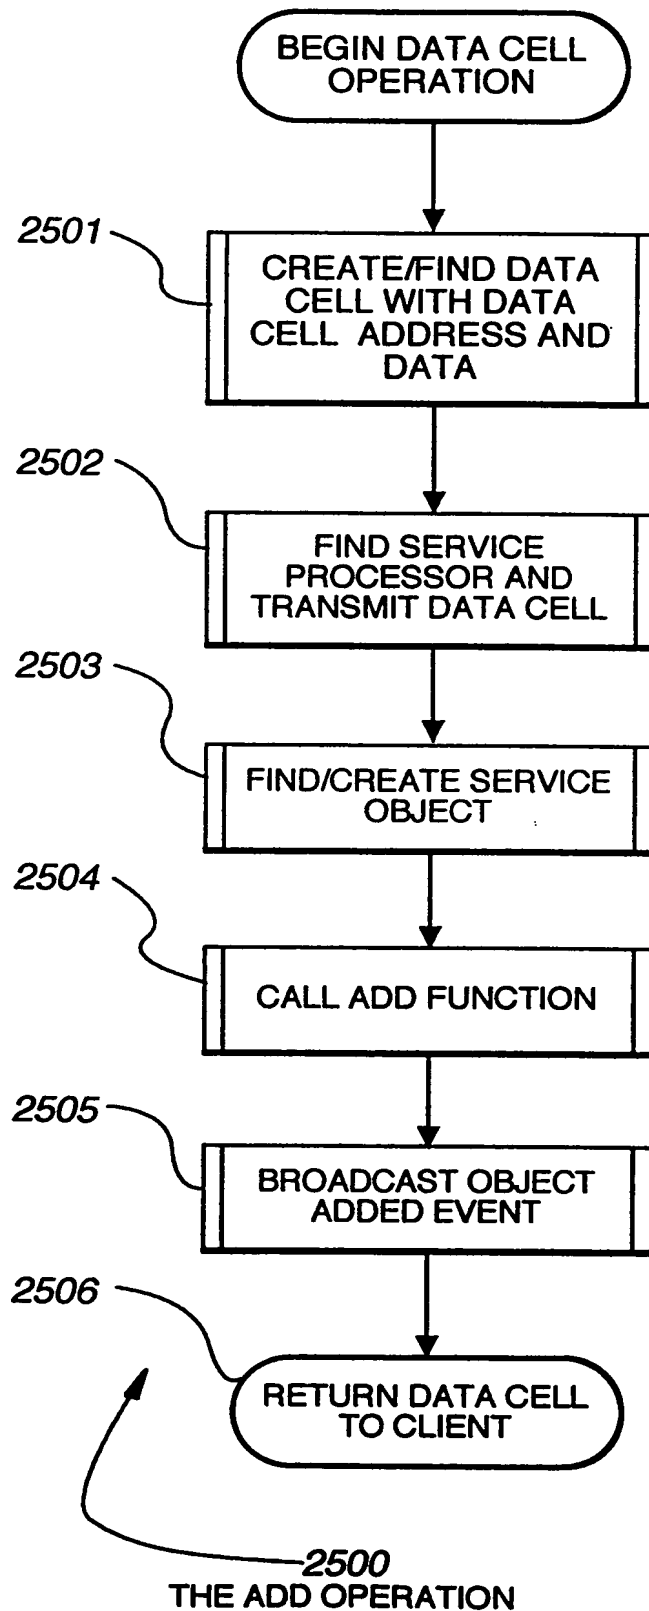 BEGIN DATA CELL
OPERATION
2501
CREATE/FIND DATA
CELL WITH DATA
CELL ADDRESS AND
DATA
2502
FIND SERVICE
PROCESSOR AND
TRANSMIT DATA CELL
2503
FIND/CREATE SERVICE
OBJECT
2504
CALL ADD FUNCTION
2505
BROADCAST OBJECT
ADDED EVENT
2506
RETURN DATA CELL
TO CLIENT
2500
THE ADD OPERATION